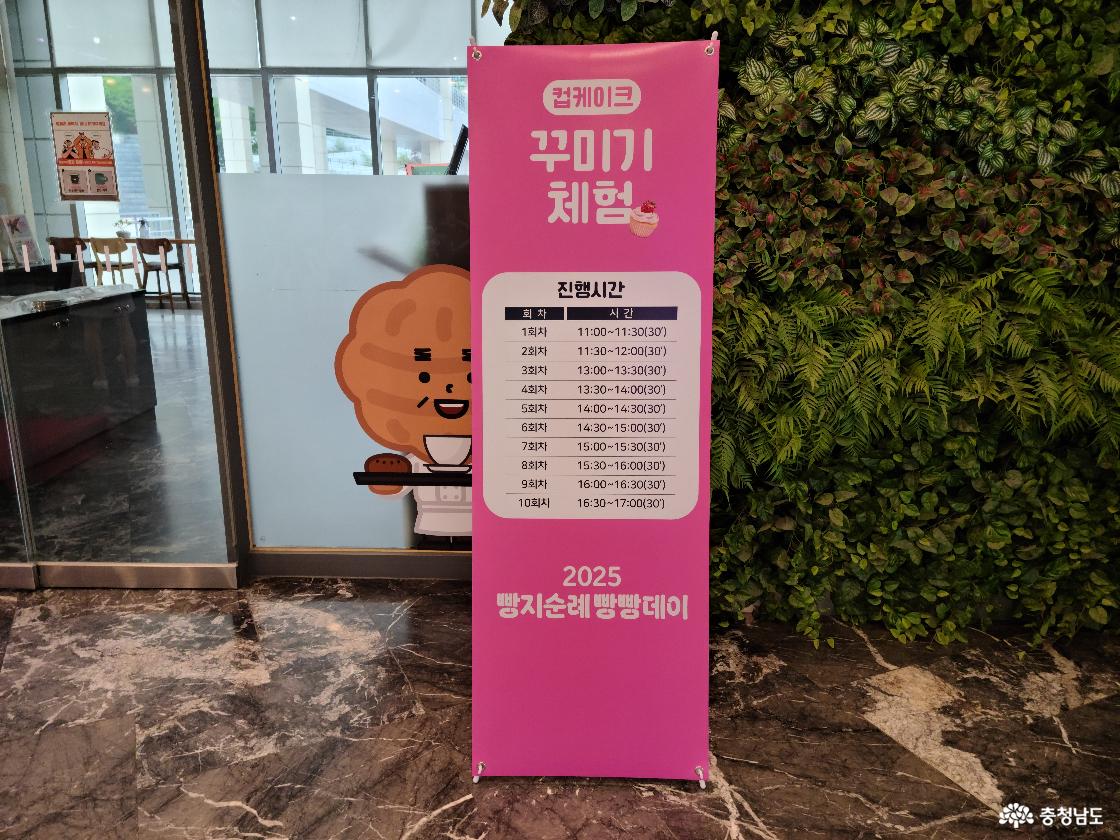 컵케이크
꾸미기
체험
진행시간
회 차 시 간
1회차 11:00~11:30(30')
2회차 11:30~12:00(30')
3회차 13:00~13:30(30')
4회차 13:30~14:00(30')
5회차 14:00~14:30(30')
6회차 14:30~15:00(30')
7회차 15:00~15:30(30')
8회차 15:30~16:00(30')
9회차 16:00~16:30(30')
10회차 16:30~17:00(30')
2025
빵지순례 빵빵데이
충청남도